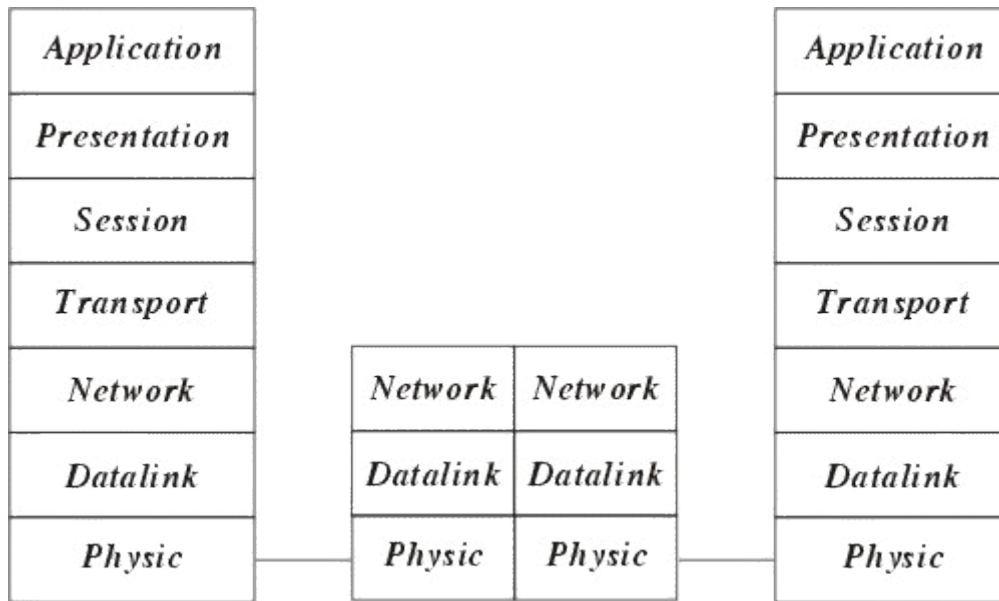 Application
Presentation
Session
Transport
Network
Datalink
Physic
Network Network
Datalink Datalink
Physic Physic
Application
Presentation
Session
Transport
Network
Datalink
Physic